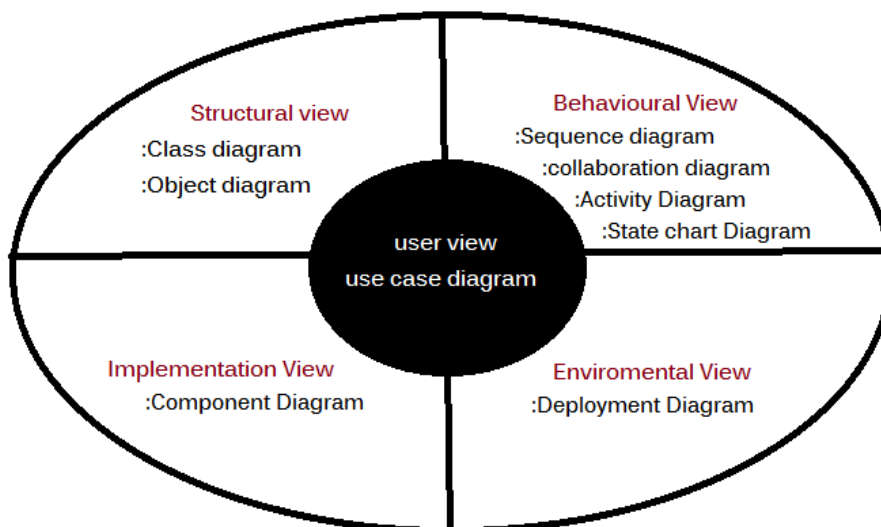 Structural view
:Class diagram
:Object diagram
Behavioural View
:Sequence diagram
:collaboration diagram
:Activity Diagram
:State chart Diagram
user view
use case diagram
Implementation View
:Component Diagram
Enviromental View
:Deployment Diagram